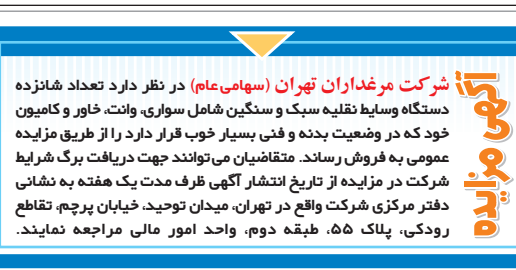 آگهی مزایده
شرکت مرغداران تهران (سهامی‌عام) در نظر دارد تعداد شانزده
دستگاه وسایط نقلیه سبک و سنگین شامل سواری، وانت، خاور و کامیون
خود که در وضعیت بدنه و فنی بسیار خوب قرار دارد را از طریق مزایده
عمومی به فروش رساند. متقاضیان می‌توانند جهت دریافت برگ شرایط
شرکت در مزایده از تاریخ انتشار آگهی ظرف مدت یک هفته به نشانی
دفتر مرکزی شرکت واقع در تهران، میدان توحید، خیابان پرچم، تقاطع
رودکی، پلاک ۵۵، طبقه دوم، واحد امور مالی مراجعه نمایند.